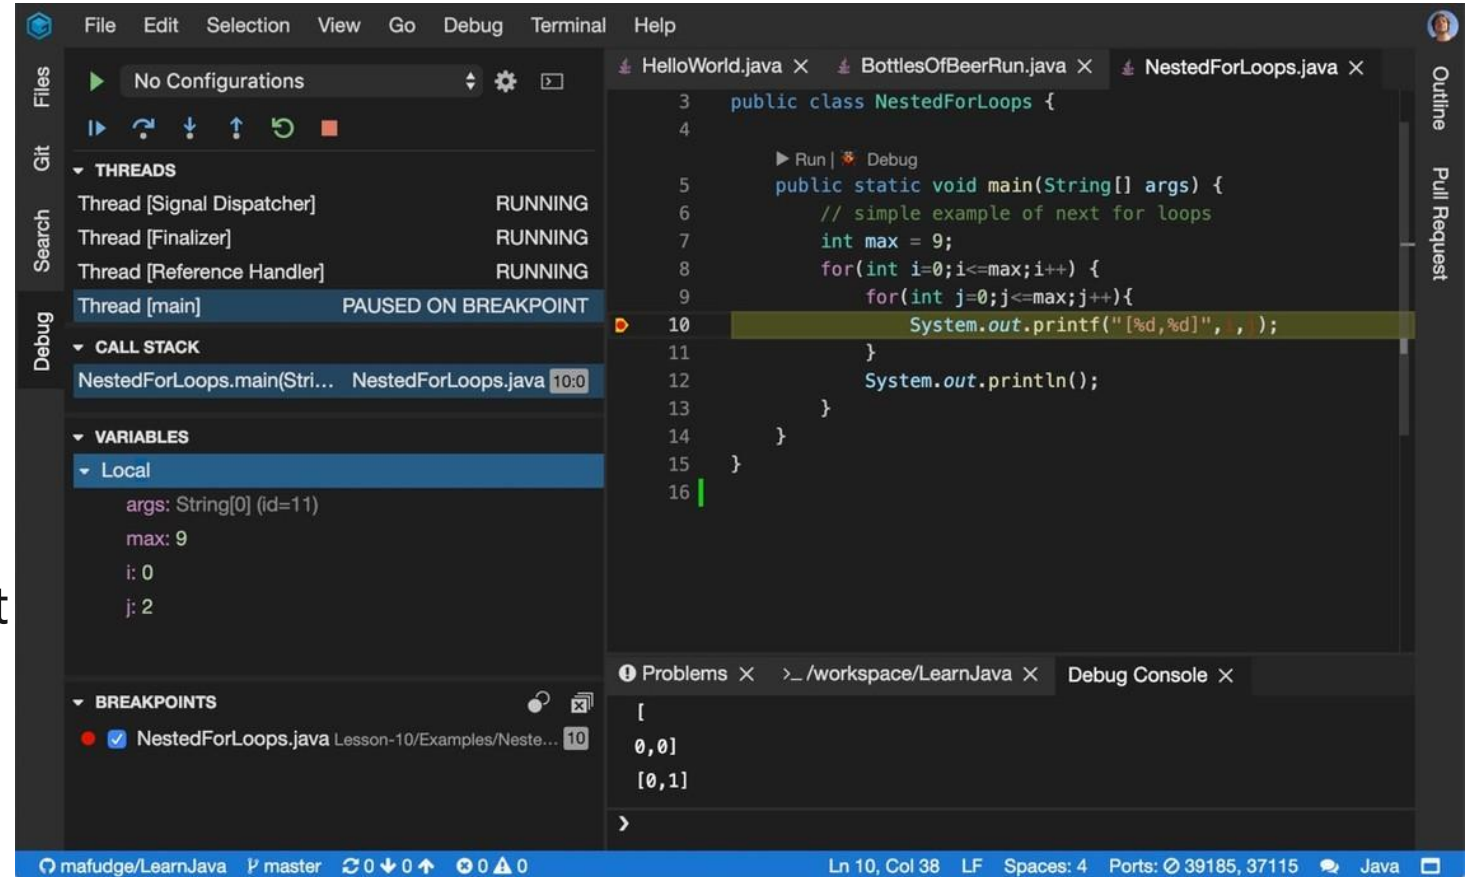 File Edit Selection View Go Debug Terminal Help
Files
Git
Search
Debug
No Configurations
THREADS
Thread [Signal Dispatcher] RUNNING
Thread [Finalizer] RUNNING
Thread [Reference Handler] RUNNING
Thread [main] PAUSED ON BREAKPOINT
CALL STACK
NestedForLoops.main(Stri... NestedForLoops.java 10:0
VARIABLES
Local
args: String[0] (id=11)
max: 9
i: 0
j: 2
t
BREAKPOINTS
NestedForLoops.java Lesson-10/Examples/Neste... 10
HelloWorld.java × BottlesOfBeerRun.java × NestedForLoops.java ×
3 public class NestedForLoops {
4
Run | Debug
5 public static void main(String[] args) {
6 // simple example of next for loops
7 int max = 9;
8 for(int i=0;i<=max;i++) {
9 for(int j=0;j<=max;j++){
10 System.out.printf("[%d,%d]",i,j);
11 }
12 System.out.println();
13 }
14 }
15 }
16
Problems × >_ /workspace/LearnJava × Debug Console ×
[
0,0]
[0,1]
❯
Outline
Pull Request
mafudge/LearnJava master 0 0 0 0 Ln 10, Col 38 LF Spaces: 4 Ports: 39185, 37115 Java